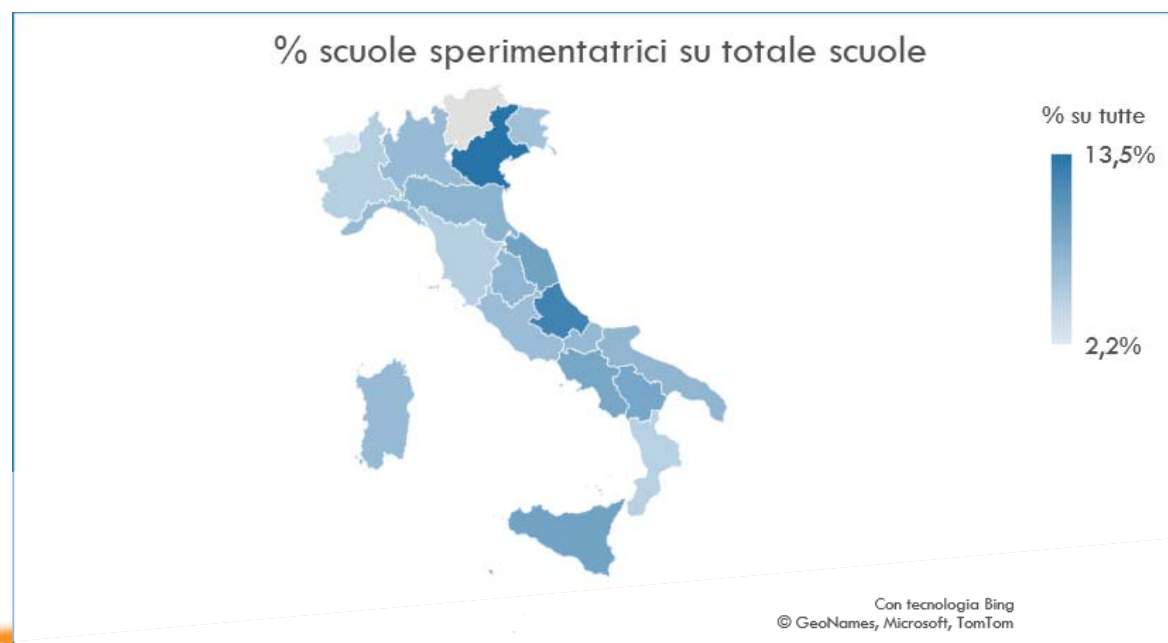 % scuole sperimentatrici su totale scuole
% su tutte
13,5%
2,2%
Con tecnologia Bing
© GeoNames, Microsoft, TomTom